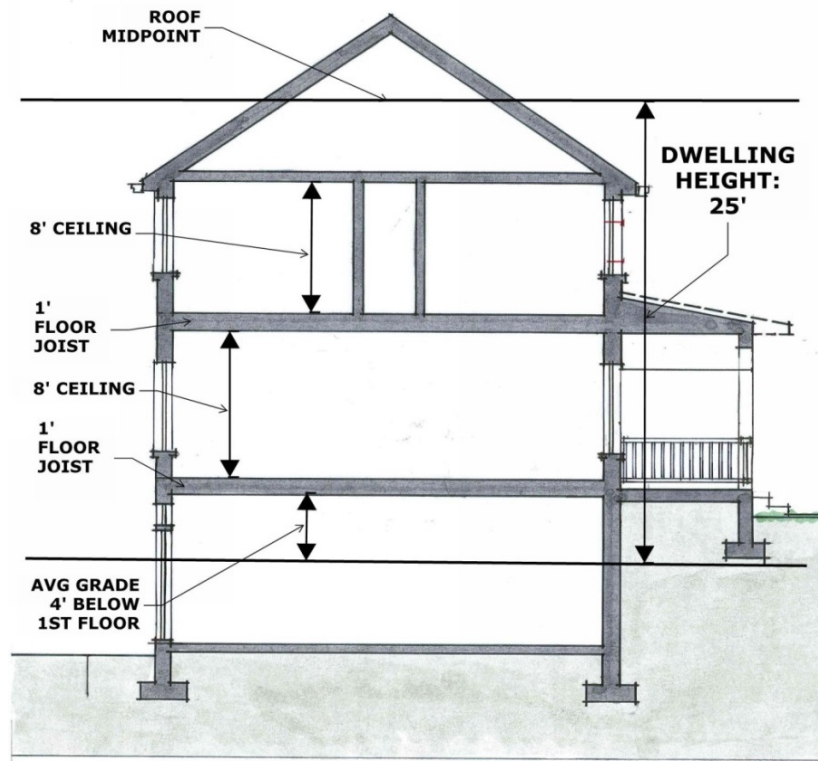 ROOF
MIDPOINT
DWELLING
HEIGHT:
25'
8' CEILING
1'
FLOOR
JOIST
8' CEILING
1'
FLOOR
JOIST
AVG GRADE
4' BELOW
1ST FLOOR